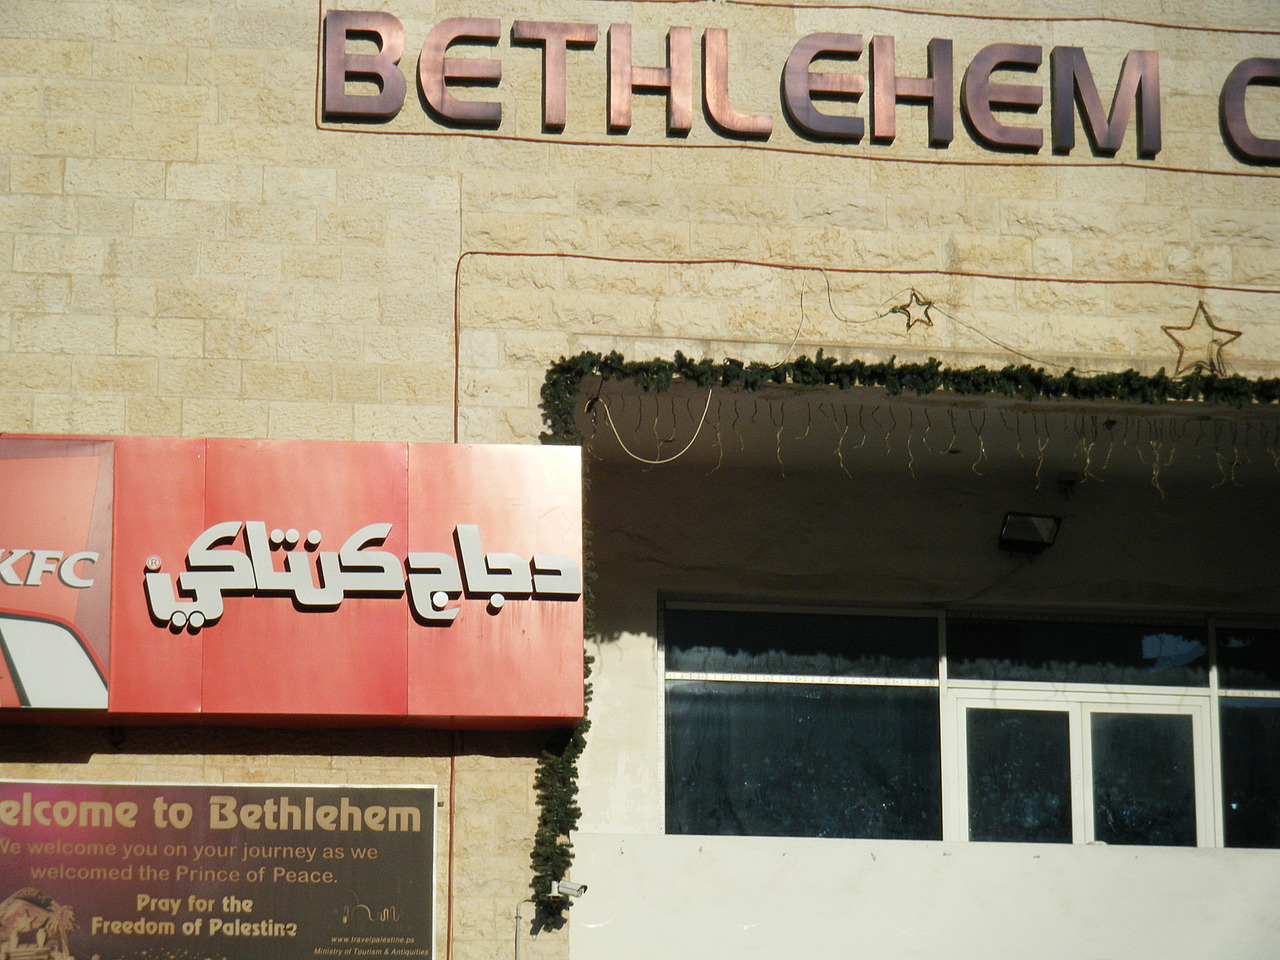 BETHLEHEM C
KFC
دجاج كنتاكي®
elcome to Bethlehem
We welcome you on your journey as we
welcomed the Prince of Peace.
Pray for the
Freedom of Palestine
www.travelpalestine.ps
Ministry of Tourism & Antiquities